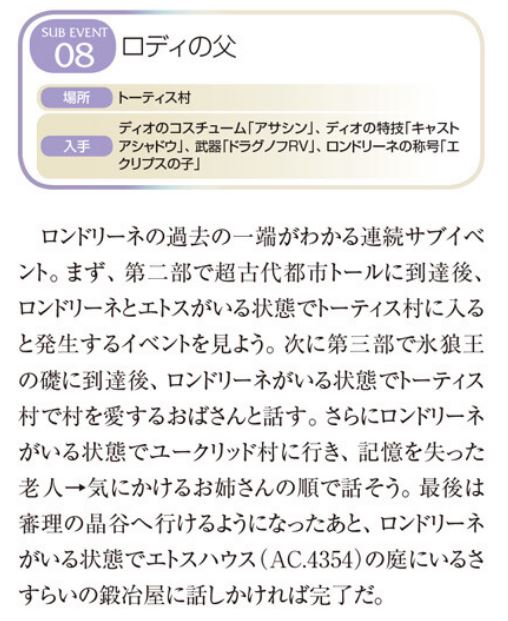 SUB EVENT
08
ロディの父
場所
トーティス村
入手
ディオのコスチューム「アサシン」、ディオの特技「キャスト
アシャドウ」、武器「ドラグノフRV」、ロンドリーネの称号「エ
クリプスの子」
ロンドリーネの過去の一端がわかる連続サブイベ
ント。まず、第二部で超古代都市トールに到達後、
ロンドリーネとエトスがいる状態でトーティス村に入る
と発生するイベントを見よう。次に第三部で氷狼王
の礎に到達後、ロンドリーネがいる状態でトーティス
村で村を愛するおばさんと話す。さらにロンドリーネ
がいる状態でユークリッド村に行き、記憶を失った
老人→気にかけるお姉さんの順で話そう。最後は
審理の晶谷へ行けるようになったあと、ロンドリーネ
がいる状態でエトスハウス(AC.4354)の庭にいるさ
すらいの鍛冶屋に話しかければ完了だ。